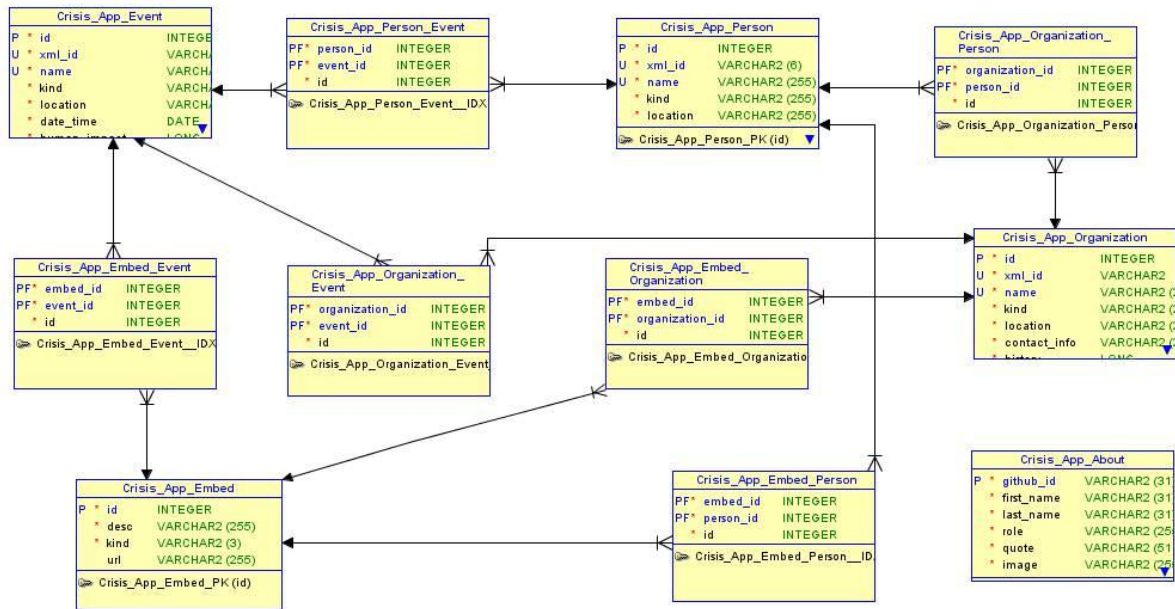 Crisis_App_Event
P * id INTEGE
U * xml_id VARCHA
U * name VARCHA
* kind VARCHA
* location VARCHA
* date_time DATE
Crisis_App_Person_Event
PF* person_id INTEGER
PF* event_id INTEGER
* id INTEGER
Crisis_App_Person_Event__IDX
Crisis_App_Person
P * id INTEGER
U * xml_id VARCHAR2 (6)
U * name VARCHAR2 (255)
* kind VARCHAR2 (255)
* location VARCHAR2 (255)
Crisis_App_Person_PK (id)
Crisis_App_Organization_
Person
PF* organization_id INTEGER
PF* person_id INTEGER
* id INTEGER
Crisis_App_Organization_Person
Crisis_App_Embed_Event
PF* embed_id INTEGER
PF* event_id INTEGER
* id INTEGER
Crisis_App_Embed_Event__IDX
Crisis_App_Organization_
Event
PF* organization_id INTEGER
PF* event_id INTEGER
* id INTEGER
Crisis_App_Organization_Event_
Crisis_App_Embed_
Organization
PF* embed_id INTEGER
PF* organization_id INTEGER
* id INTEGER
Crisis_App_Embed_Organizatio
Crisis_App_Organization
P * id INTEGER
U * xml_id VARCHAR2
U * name VARCHAR2 (2
* kind VARCHAR2 (2
* location VARCHAR2 (2
* contact_info VARCHAR2 (2
Crisis_App_Embed
P * id INTEGER
* desc VARCHAR2 (255)
* kind VARCHAR2 (3)
url VARCHAR2 (255)
Crisis_App_Embed_PK (id)
Crisis_App_Embed_Person
PF* embed_id INTEGER
PF* person_id INTEGER
* id INTEGER
Crisis_App_Embed_Person__ID
Crisis_App_About
P * github_id VARCHAR2 (31
* first_name VARCHAR2 (31
* last_name VARCHAR2 (31
* role VARCHAR2 (25
* quote VARCHAR2 (51
* image VARCHAR2 (25